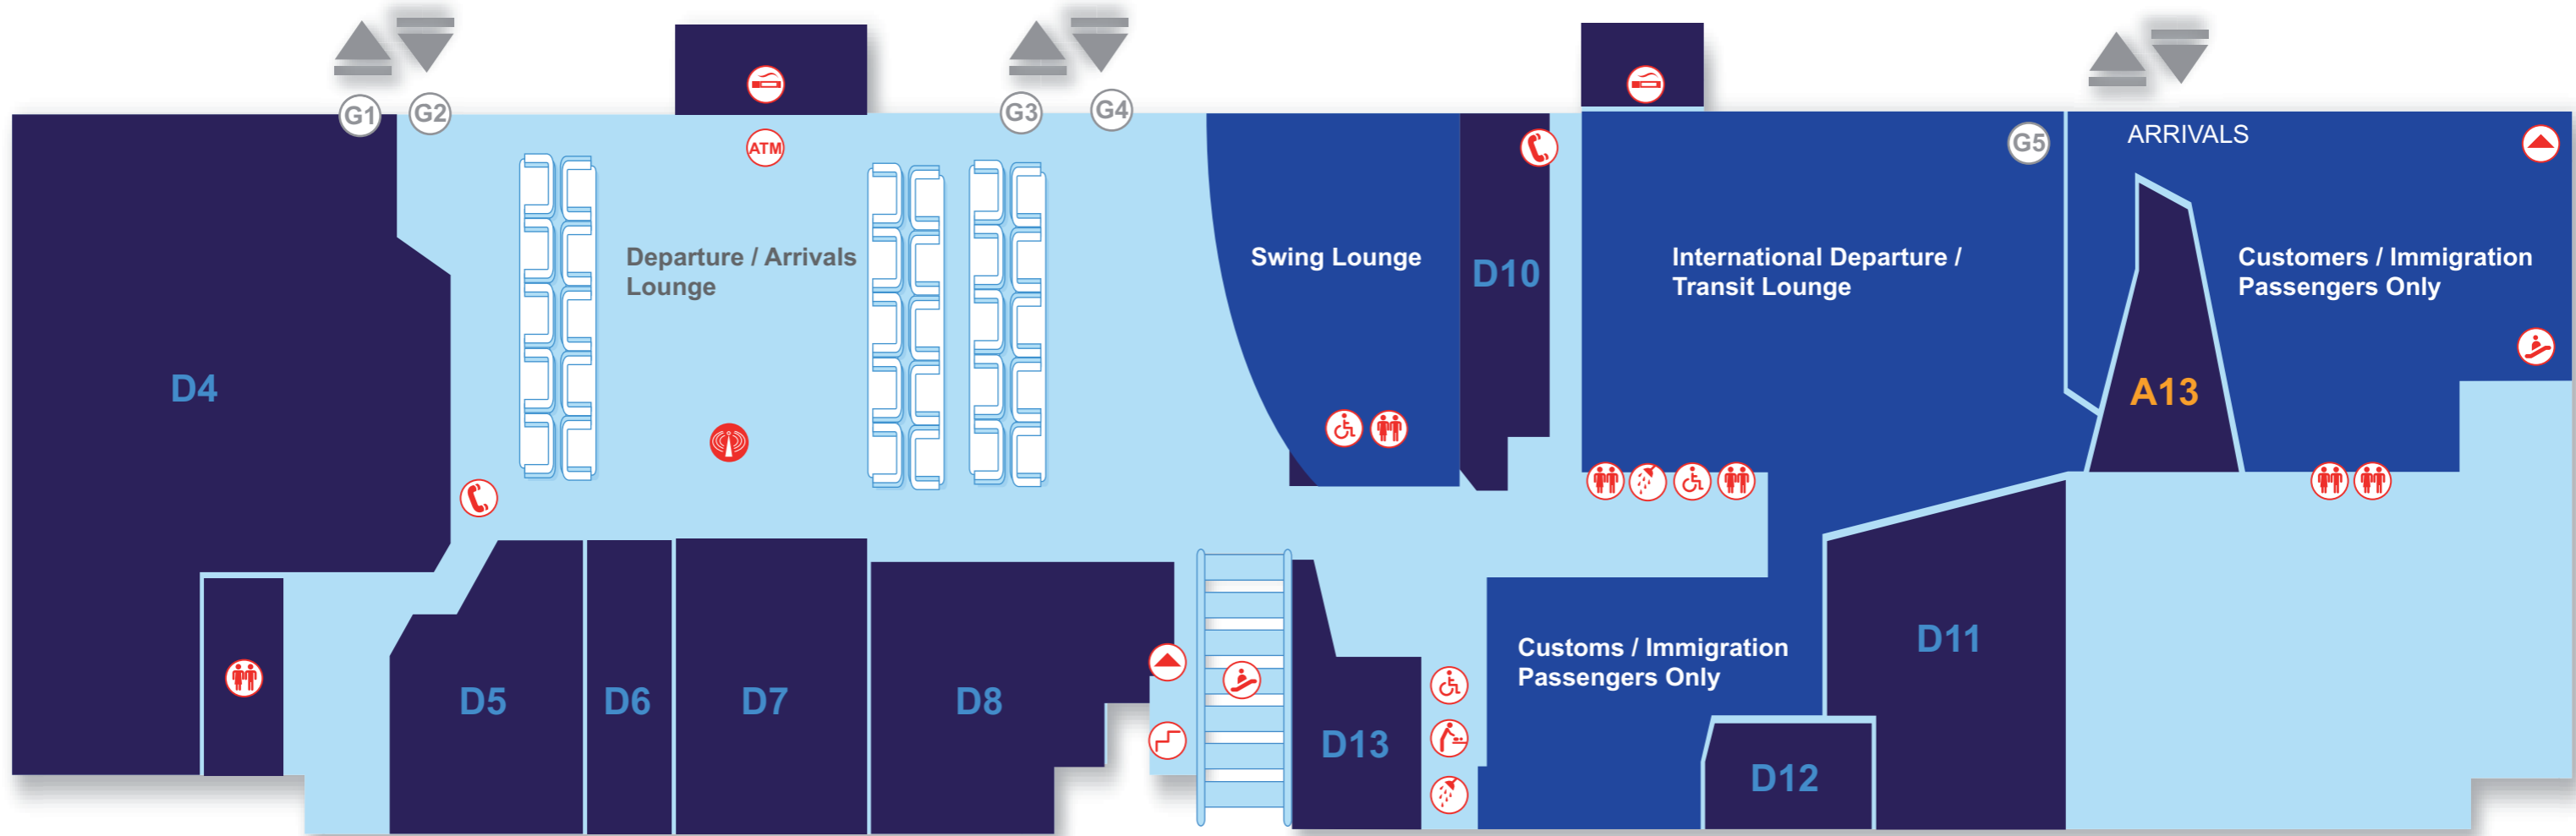 G1
G2
G3
G4
ATM
G5
ARRIVALS
Departure / Arrivals
Lounge
Swing Lounge
D10
International Departure /
Transit Lounge
Customers / Immigration
Passengers Only
D4
A13
D5
D6
D7
D8
D13
Customs / Immigration
Passengers Only
D11
D12